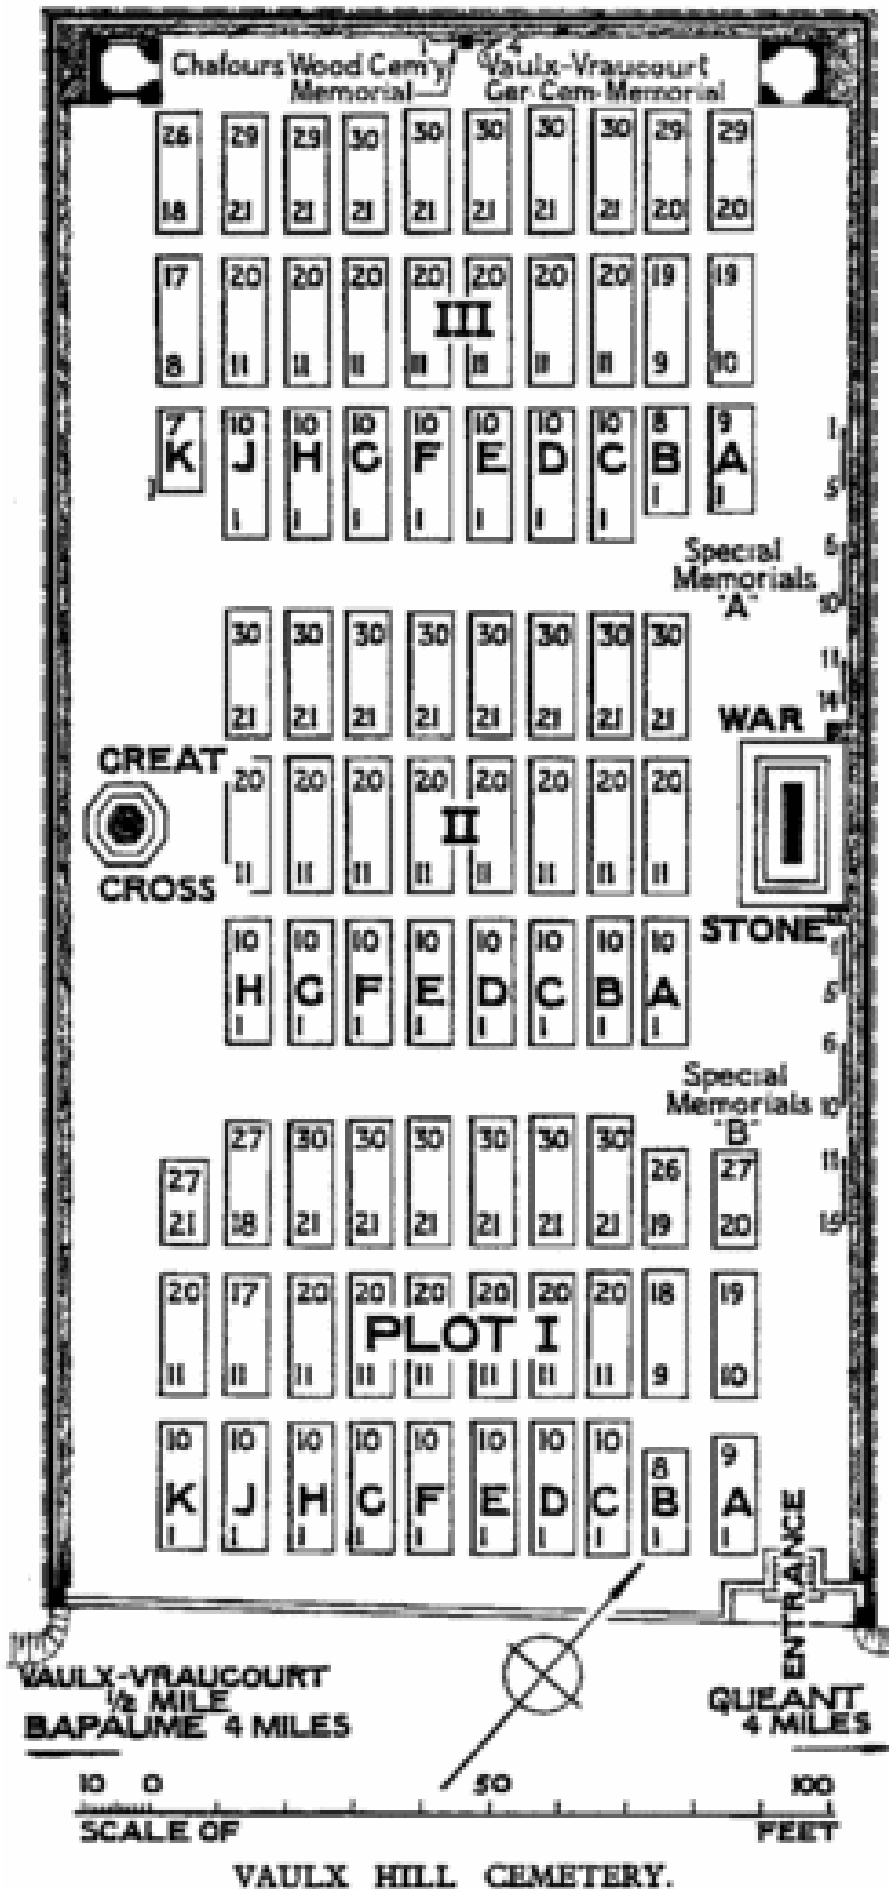 Chafours Wood Cem'y 1 4 Vaulx-Vraucourt
Memorial Ger. Cem. Memorial
26 29 29 30 30 30 30 30 29 29
18 21 21 21 21 21 21 21 20 20
17 20 20 20 20 20 20 20 19 19
III
8 11 11 11 11 11 11 11 9 10
7 10 10 10 10 10 10 10 8 9
K J H G F E D C B A
1 1 1 1 1 1 1 1 1 1
1
5
Special
Memorials
"A"
6
10
11
14
30 30 30 30 30 30 30 30
21 21 21 21 21 21 21 21
WAR
GREAT
20 20 20 20 20 20 20 20
II
CROSS
11 11 11 11 11 11 11 11
STONE
10 10 10 10 10 10 10 10
H G F E D C B A
1 1 1 1 1 1 1 1
1
5
6
Special
Memorials
"B"
10
11
15
27 27 30 30 30 30 30 30 26 27
21 18 21 21 21 21 21 21 19 20
20 17 20 20 20 20 20 20 18 19
PLOT I
11 11 11 11 11 11 11 11 9 10
10 10 10 10 10 10 10 10 8 9
K J H G F E D C B A
1 1 1 1 1 1 1 1 1 1
ENTRANCE
VAULX-VRAUCOURT
1/2 MILE
BAPAUME 4 MILES
QUEANT
4 MILES
10 0 50 100
SCALE OF FEET
VAULX HILL CEMETERY.